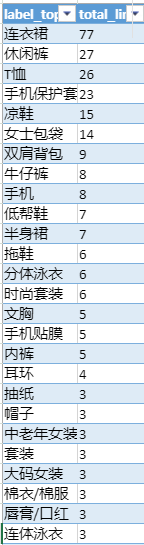 label_top total_lin
连衣裙 77
休闲裤 27
T恤 26
手机保护套 23
凉鞋 15
女士包袋 14
双肩背包 9
牛仔裤 8
手机 8
低帮鞋 7
半身裙 7
拖鞋 6
分体泳衣 6
时尚套装 6
文胸 5
手机贴膜 5
内裤 5
耳环 4
抽纸 3
帽子 3
中老年女装 3
套装 3
大码女装 3
棉衣/棉服 3
唇膏/口红 3
连体泳衣 3